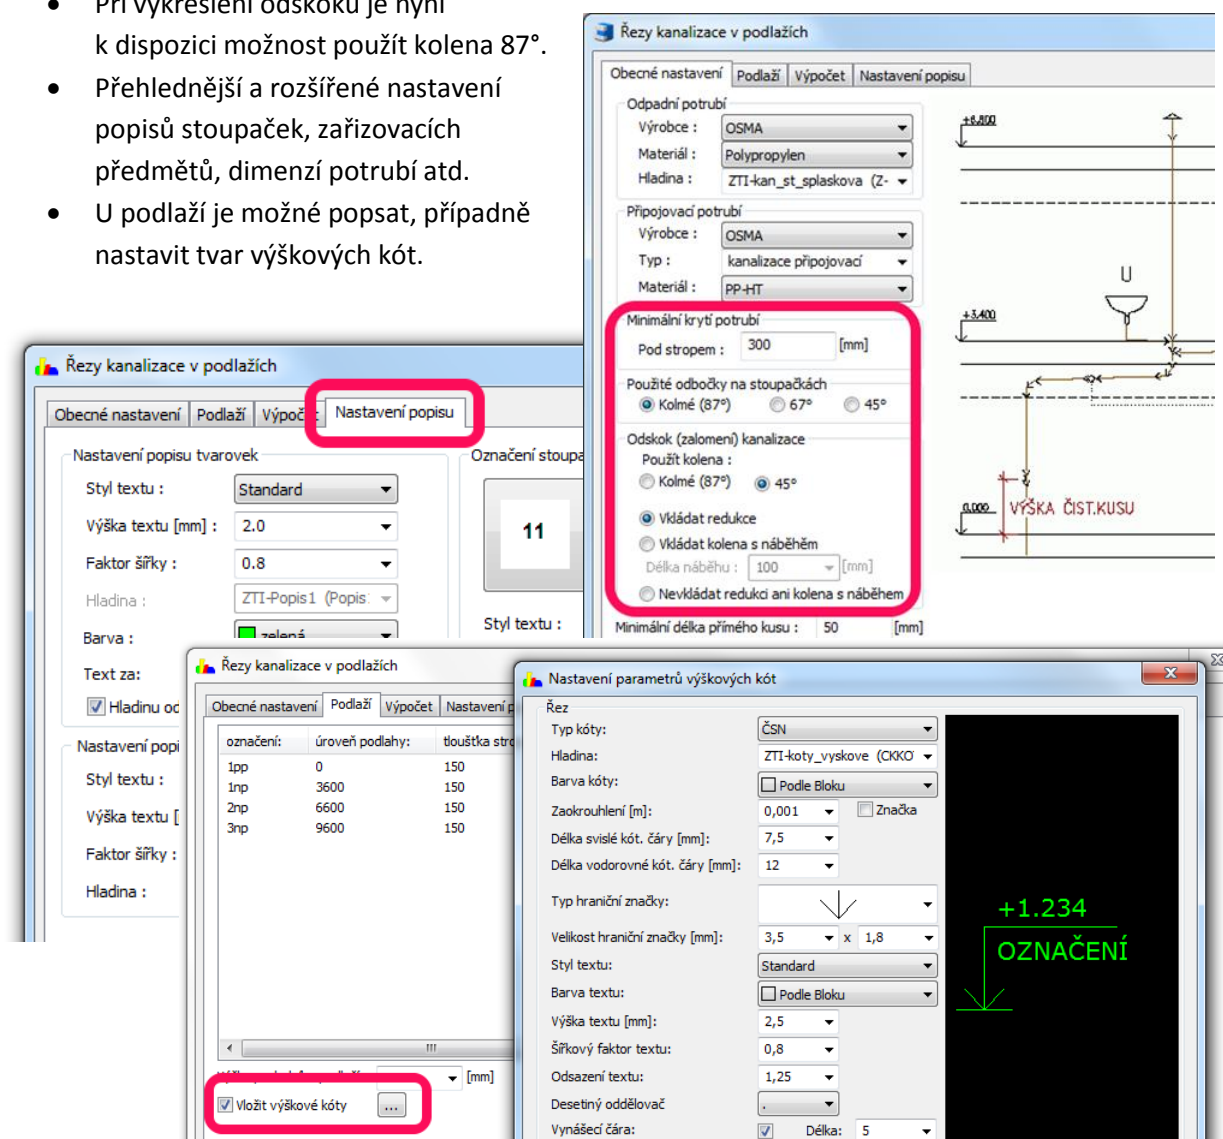 Při vykreslení odskoku je nyní
k dispozici možnost použít kolena 87°.
Přehlednější a rozšířené nastavení
popisů stoupaček, zařizovacích
předmětů, dimenzí potrubí atd.
U podlaží je možné popsat, případně
nastavit tvar výškových kót.
Řezy kanalizace v podlažích
Obecné nastavení Podlaží Výpočet Nastavení popisu
Odpadní potrubí
Výrobce : OSMA
Materiál : Polypropylen
Hladina : ZTI-kan_st_splaskova (Z-
Připojovací potrubí
Výrobce : OSMA
Typ : kanalizace připojovací
Materiál : PP-HT
Minimální krytí potrubí
Pod stropem : 300 [mm]
Použité odbočky na stoupačkách
Kolmé (87°) 67° 45°
Odskok (zalomení) kanalizace
Použít kolena :
Kolmé (87°) 45°
Vkládat redukce
Vkládat kolena s náběhěm
Délka náběhu : 100 [mm]
Nevkládat redukci ani kolena s náběhem
Minimální délka přímého kusu : 50 [mm]
+6.800
U
+3.400
0.000
VÝŠKA ČIST.KUSU
Řezy kanalizace v podlažích
Obecné nastavení Podlaží Nastavení popisu
Nastavení popisu tvarovek
Styl textu : Standard
Výška textu [mm] : 2.0
Faktor šířky : 0.8
Hladina : ZTI-Popis1 (Popis
Barva : zelená
Text za:
Hladinu od
Nastavení popi
Styl textu :
Výška textu [
Faktor šířky :
Hladina :
Označení stoupa
11
Styl textu :
Řezy kanalizace v podlažích
Obecné nastavení Podlaží Výpočet Nastavení p
označení: úroveň podlahy: tloušťka stro
1pp 0 150
1np 3600 150
2np 6600 150
3np 9600 150
[mm]
Vložit výškové kóty ...
Nastavení parametrů výškových kót
Řez
Typ kóty: ČSN
Hladina: ZTI-koty_vyskove (CKKO
Barva kóty: Podle Bloku
Zaokrouhlení [m]: 0,001 Značka
Délka svislé kót. čáry [mm]: 7,5
Délka vodorovné kót. čáry [mm]: 12
Typ hraniční značky:
Velikost hraniční značky [mm]: 3,5 x 1,8
Styl textu: Standard
Barva textu: Podle Bloku
Výška textu [mm]: 2,5
Šířkový faktor textu: 0,8
Odsazení textu: 1,25
Desetiný oddělovač .
Vynášecí čára: Délka: 5
+1.234
OZNAČENÍ